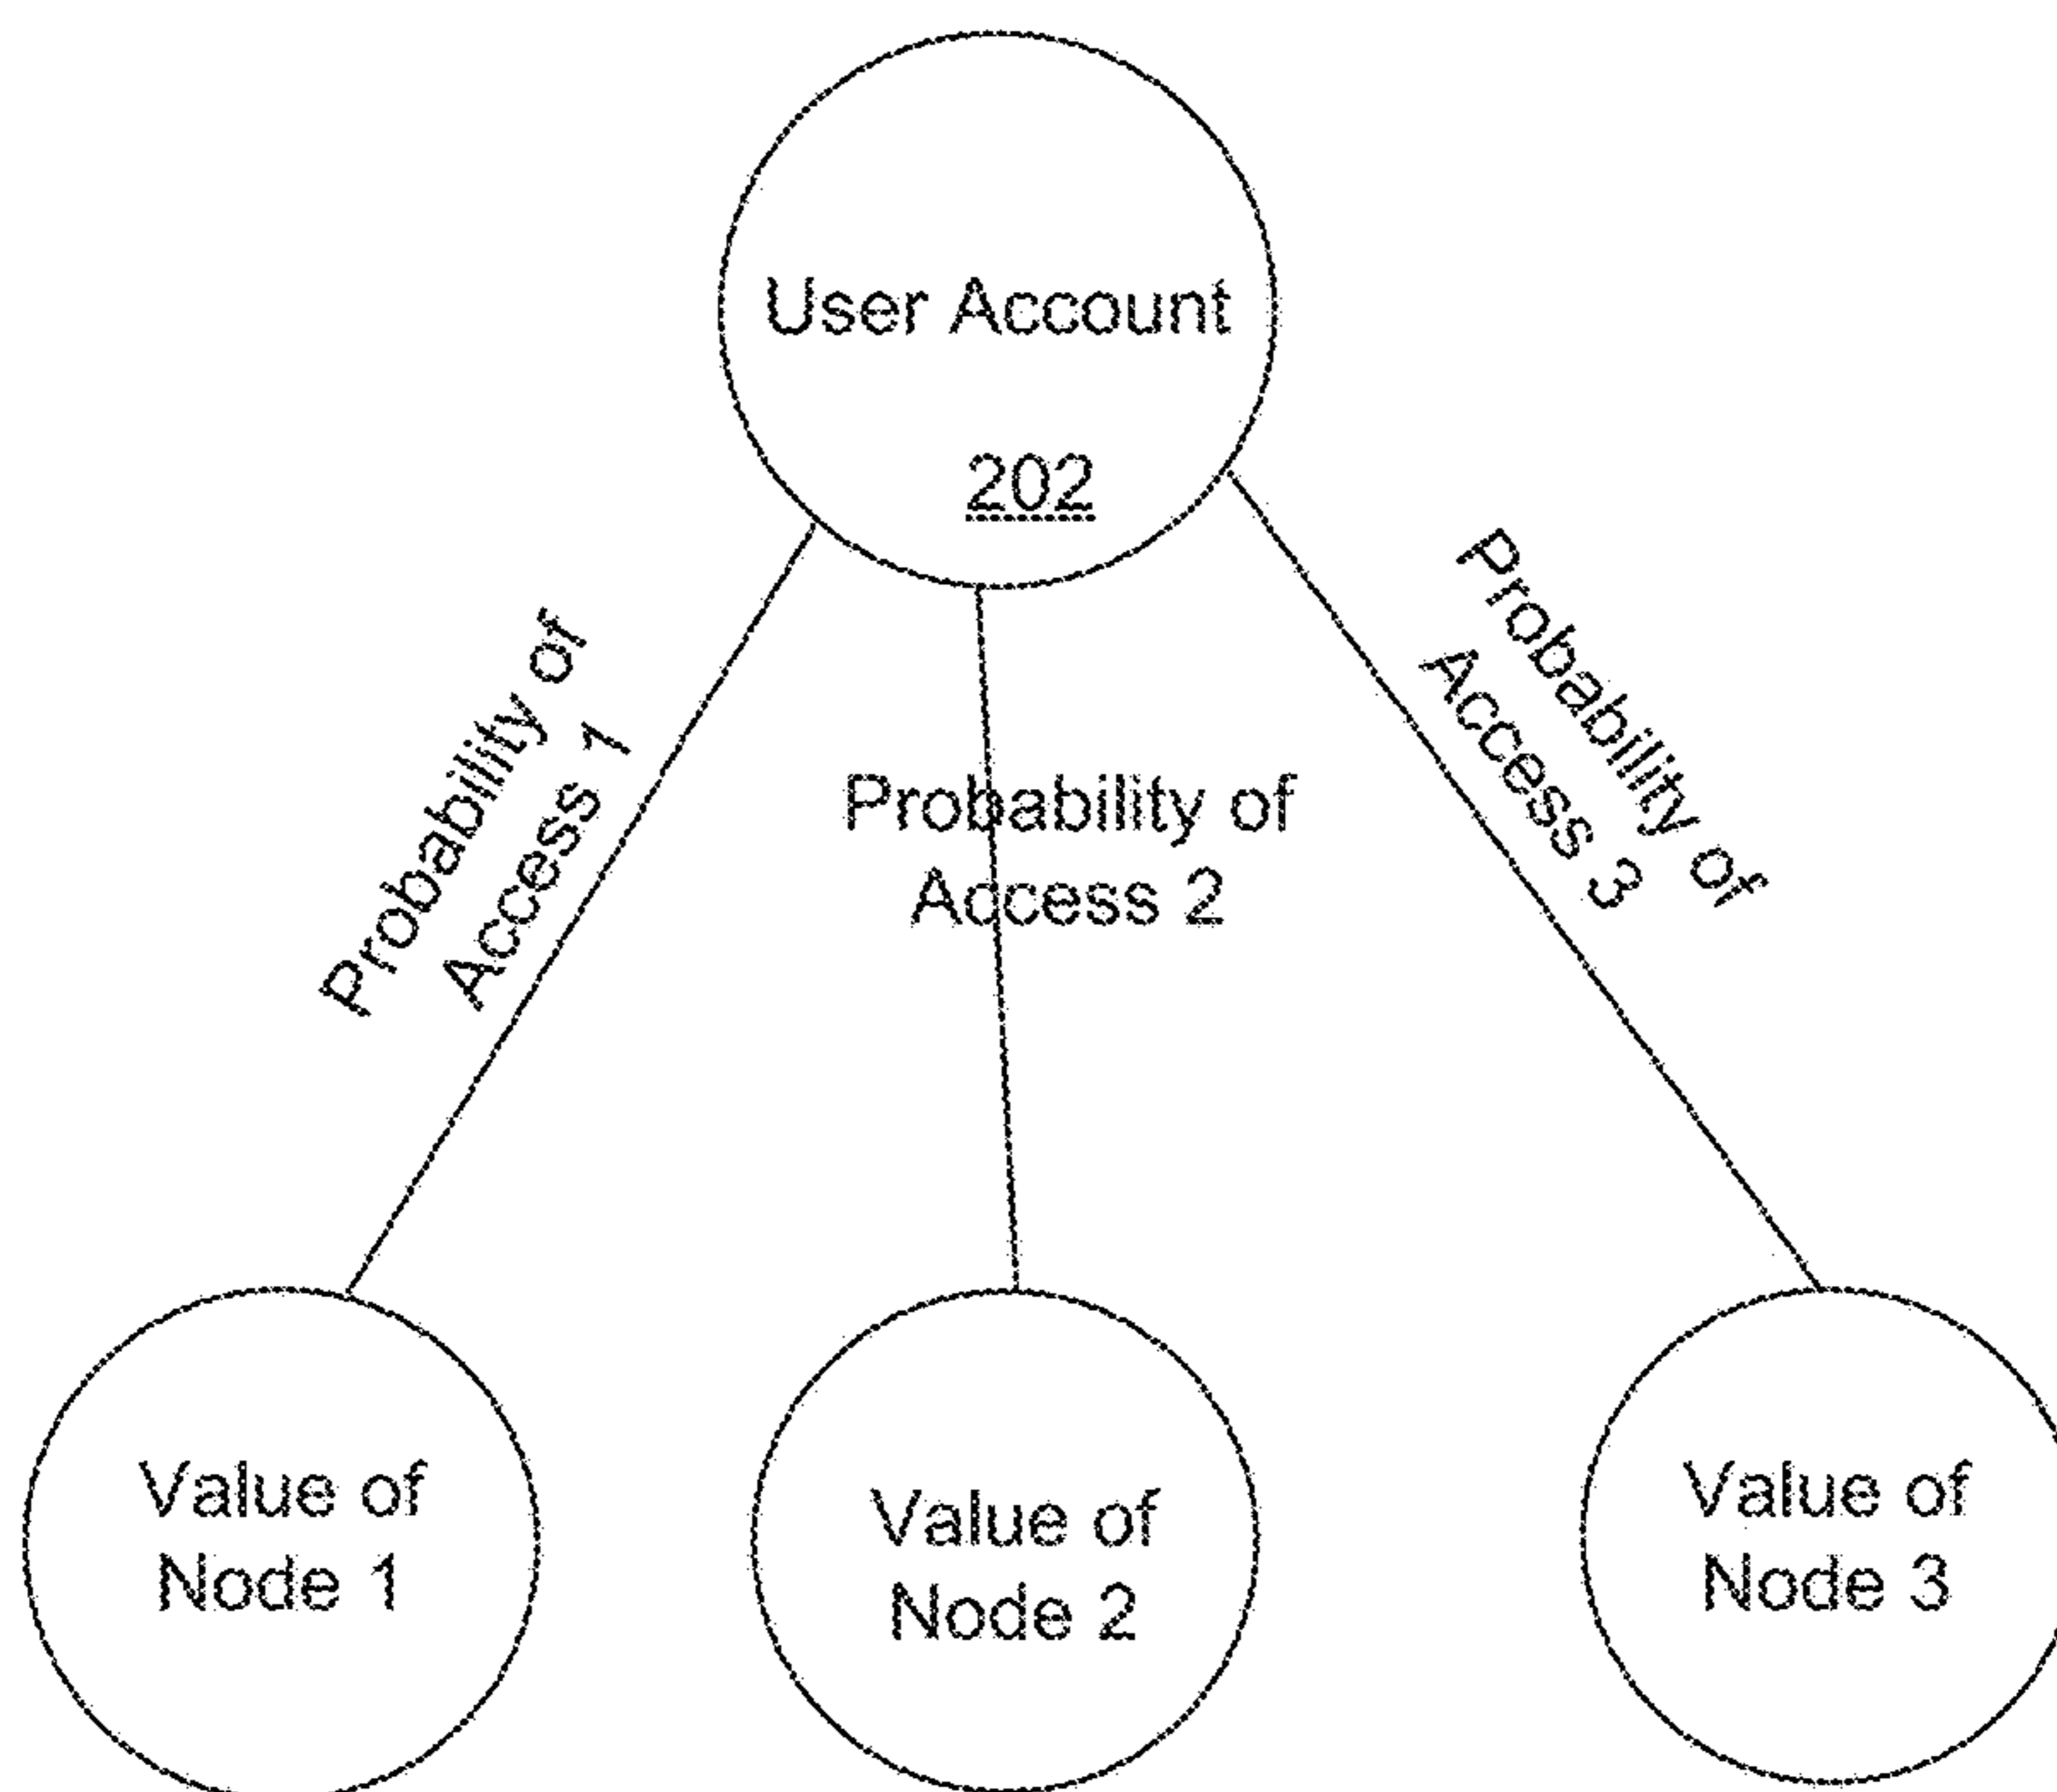 User Account
202
Probability of
Access 1
Probability of
Access 2
Probability of
Access 3
Value of
Node 1
Value of
Node 2
Value of
Node 3